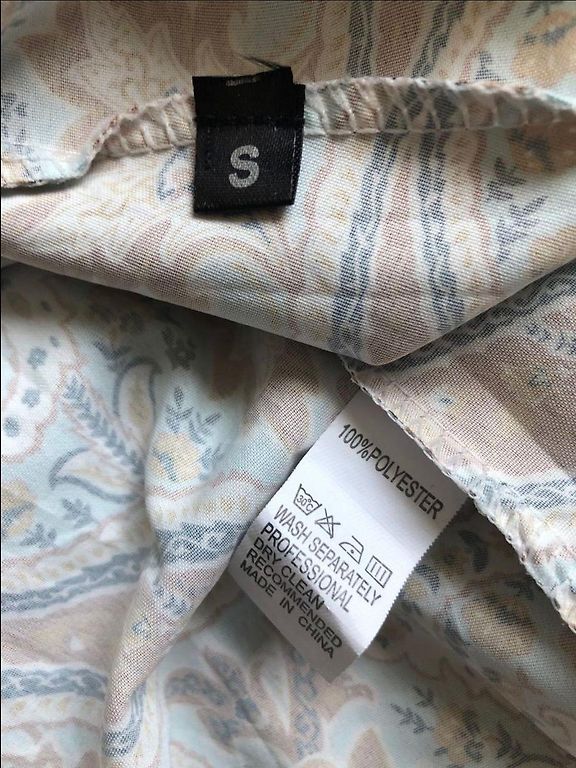 S
100%POLYESTER
30°C
WASH SEPARATELY
PROFESSIONAL
DRY CLEAN
RECOMMENDED
MADE IN CHINA